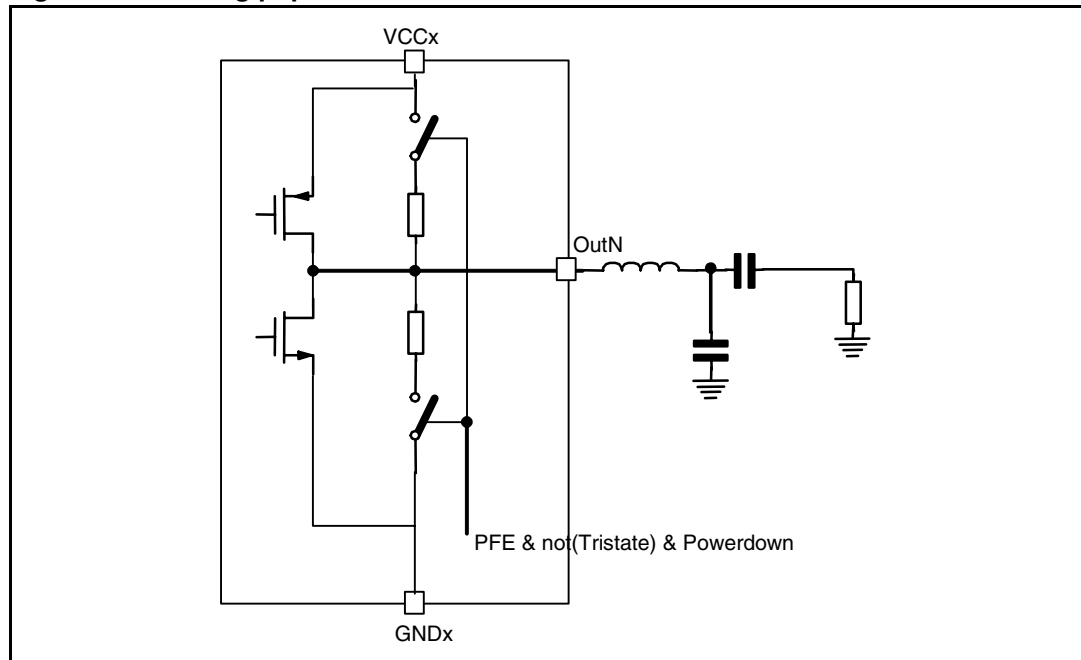 VCCx
OutN
PFE & not(Tristate) & Powerdown
GNDx